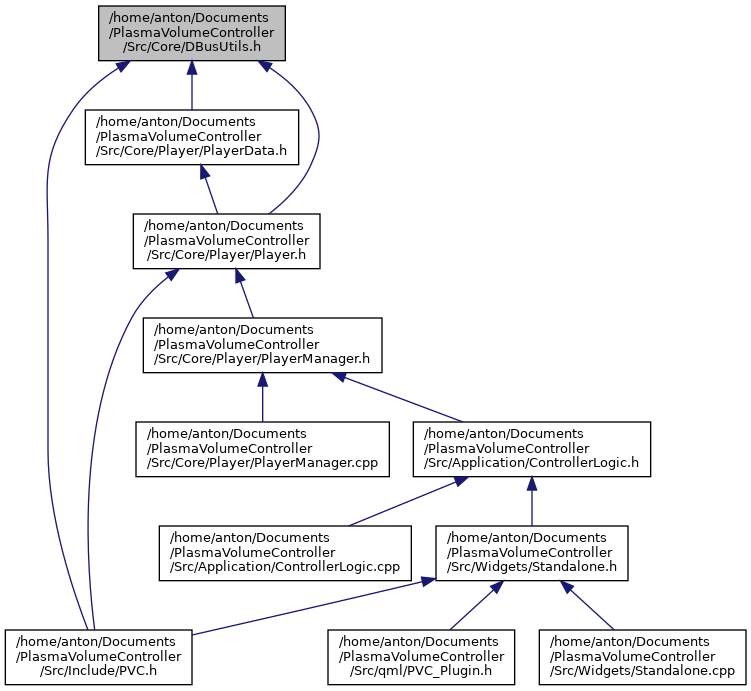 /home/anton/Documents
/PlasmaVolumeController
/Src/Core/DBusUtils.h
/home/anton/Documents
/PlasmaVolumeController
/Src/Core/Player/PlayerData.h
/home/anton/Documents
/PlasmaVolumeController
/Src/Core/Player/Player.h
/home/anton/Documents
/PlasmaVolumeController
/Src/Core/Player/PlayerManager.h
/home/anton/Documents
/PlasmaVolumeController
/Src/Core/Player/PlayerManager.cpp
/home/anton/Documents
/PlasmaVolumeController
/Src/Application/ControllerLogic.h
/home/anton/Documents
/PlasmaVolumeController
/Src/Application/ControllerLogic.cpp
/home/anton/Documents
/PlasmaVolumeController
/Src/Widgets/Standalone.h
/home/anton/Documents
/PlasmaVolumeController
/Src/Include/PVC.h
/home/anton/Documents
/PlasmaVolumeController
/Src/qml/PVC_Plugin.h
/home/anton/Documents
/PlasmaVolumeController
/Src/Widgets/Standalone.cpp